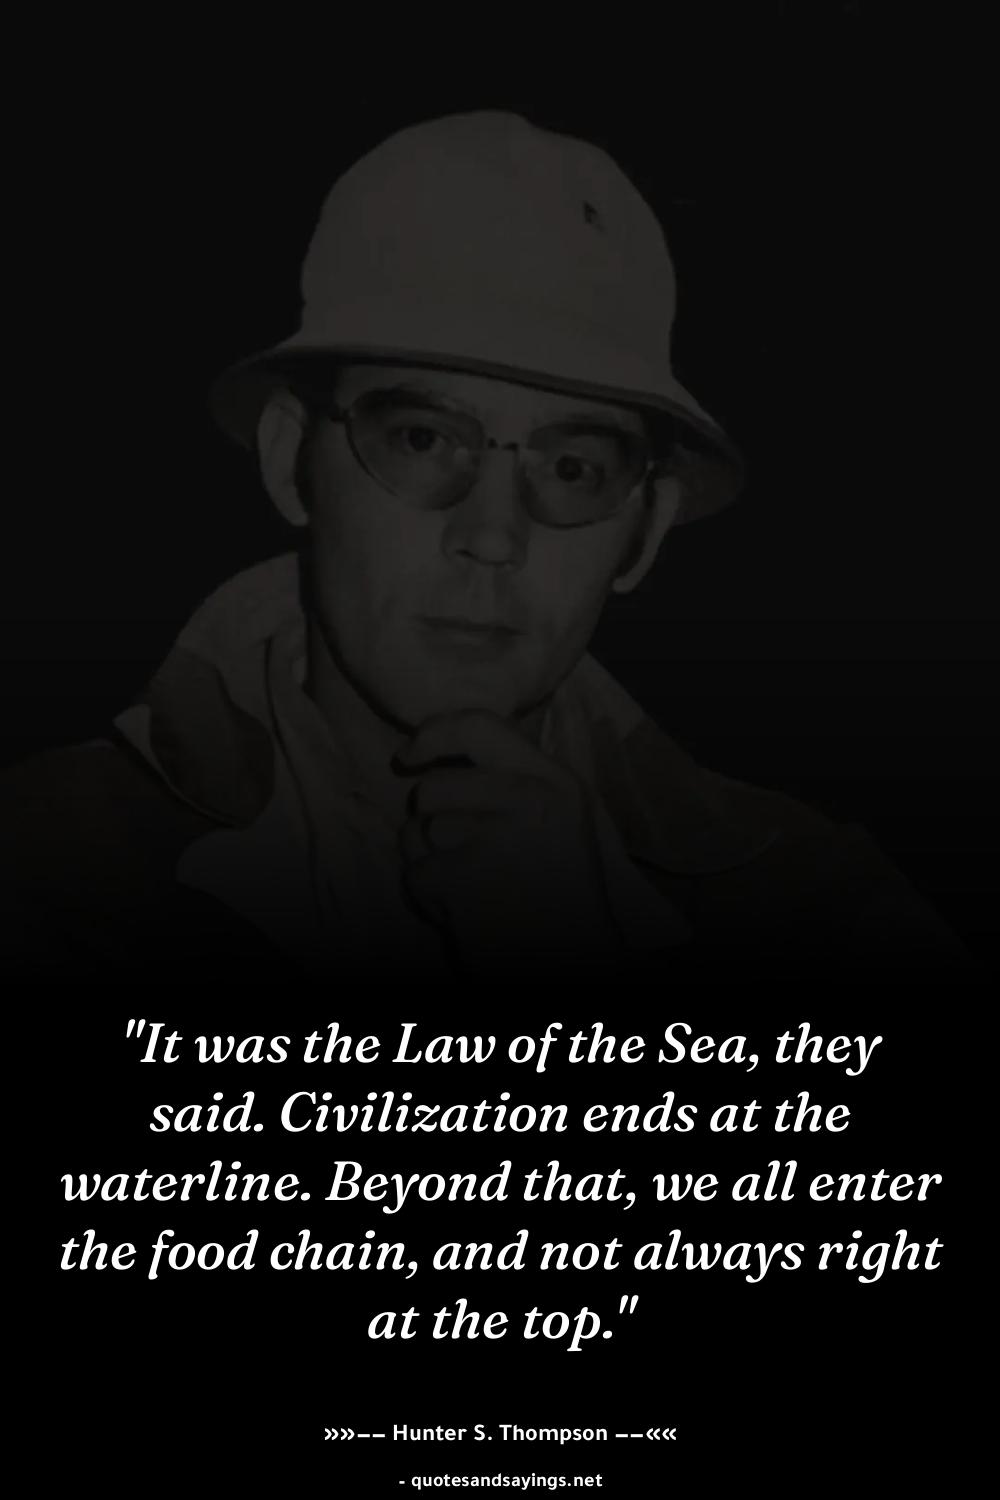 "It was the Law of the Sea, they
said. Civilization ends at the
waterline. Beyond that, we all enter
the food chain, and not always right
at the top."
»»−− Hunter S. Thompson −−««
- quotesandsayings.net